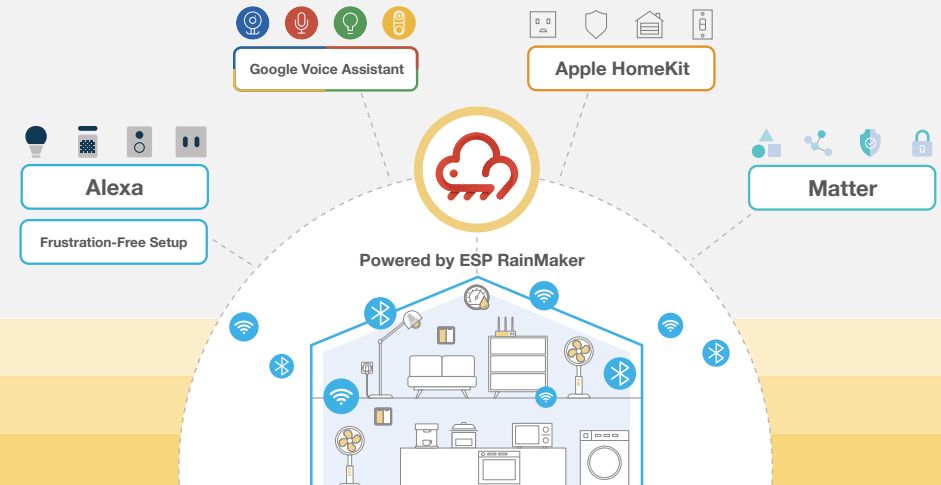 Google Voice Assistant
Apple HomeKit
Alexa
Frustration-Free Setup
Matter
Powered by ESP RainMaker